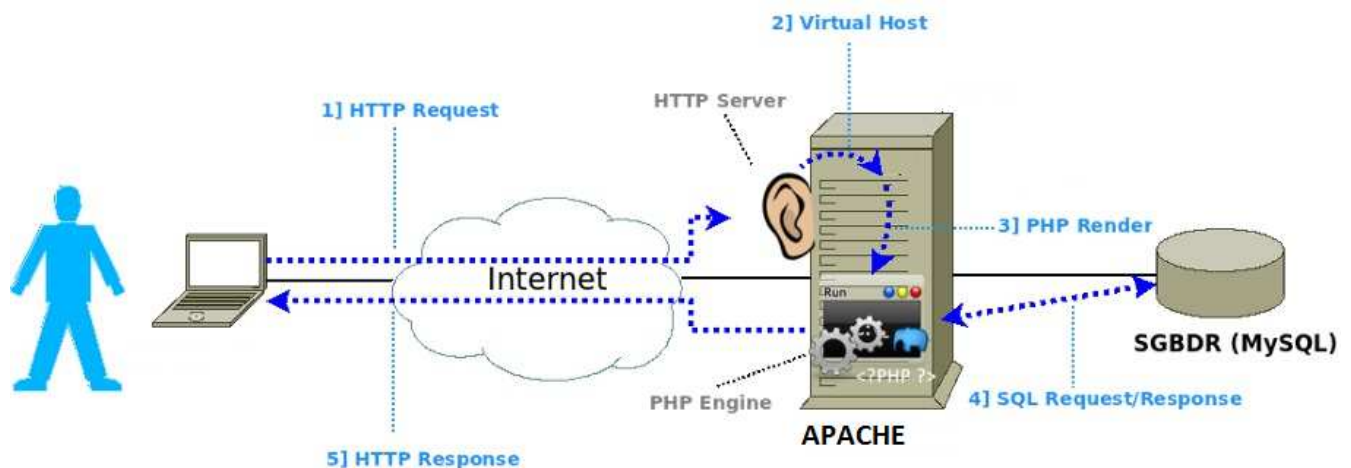 2] Virtual Host
HTTP Server
1] HTTP Request
3] PHP Render
Internet
Run
SGBDR (MySQL)
<?PHP ?>
PHP Engine
4] SQL Request/Response
APACHE
5] HTTP Response